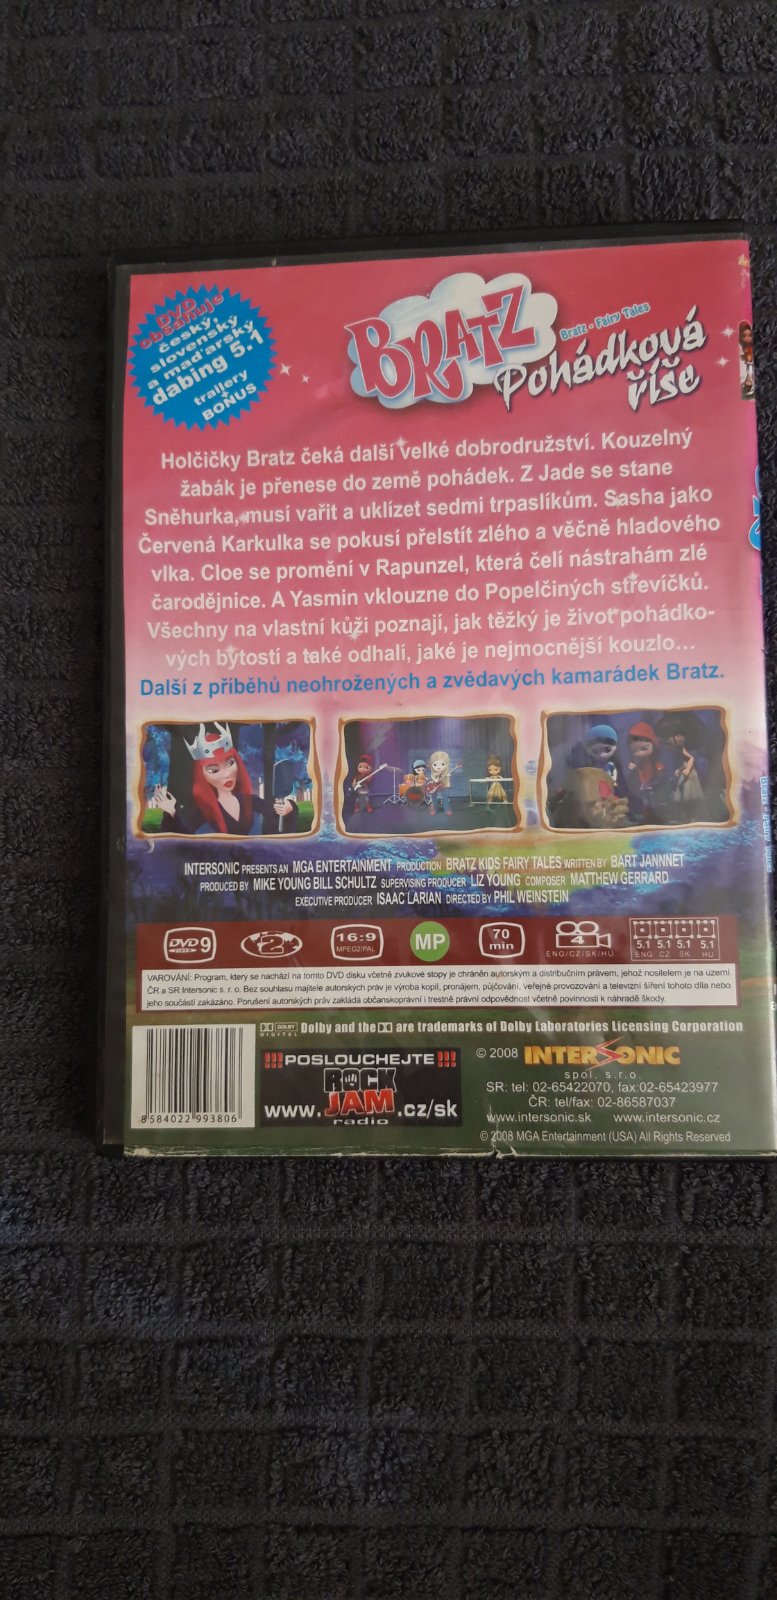 DVD
obsahuje
český,
slovenský
a maďarský
dabing 5.1
trailery
BONUS
BRATZ
Bratz - Fairy Tales
Pohádková
říše
Holčičky Bratz čeká další velké dobrodružství. Kouzelný
žabák je přenese do země pohádek. Z Jade se stane
Sněhurka, musí vařit a uklízet sedmi trpaslíkům. Sasha jako
Červená Karkulka se pokusí přelstít zlého a věčně hladového
vlka. Cloe se promění v Rapunzel, která čelí nástrahám zlé
čarodějnice. A Yasmin vklouzne do Popelčiných střevíčků.
Všechny na vlastní kůži poznají, jak těžký je život pohádko-
vých bytostí a také odhalí, jaké je nejmocnější kouzlo...
Další z příběhů neohrožených a zvědavých kamarádek Bratz.
INTERSONIC PRESENTS AN MGA ENTERTAINMENT PRODUCTION BRATZ KIDS FAIRY TALES WRITTEN BY BART JANNNET
PRODUCED BY MIKE YOUNG BILL SCHULTZ SUPERVISING PRODUCER LIZ YOUNG COMPOSER MATTHEW GERRARD
EXECUTIVE PRODUCER ISAAC LARIAN DIRECTED BY PHIL WEINSTEIN
DVD 9
VIDEO
2
16:9
MPEG2/PAL
MP
70
min
4
ENG/CZ/SK/HU
5.1 5.1 5.1 5.1
ENG CZ SK HU
VAROVÁNÍ: Program, který se nachází na tomto DVD disku včetně zvukové stopy je chráněn autorským a distribučním právem, jehož nositelem je na území
ČR a SR Intersonic s. r. o. Bez souhlasu majitele autorských práv je výroba kopií, pronájem, půjčování, veřejné provozování a televizní šíření tohoto díla nebo
jeho součástí zakázáno. Porušení autorských práv zakládá občanskoprávní i trestně právní odpovědnost včetně povinnosti k náhradě škody.
DOLBY
DIGITAL
Dolby and the are trademarks of Dolby Laboratories Licensing Corporation
8 584022 993806
!!! POSLOUCHEJTE !!!
ROCK
JAM
radio
www. .cz/sk
© 2008 INTERSONIC
spol. s.r.o.
SR: tel: 02-65422070, fax:02-65423977
ČR: tel/fax: 02-86587037
www.intersonic.sk www.intersonic.cz
© 2008 MGA Entertainment (USA) All Rights Reserved